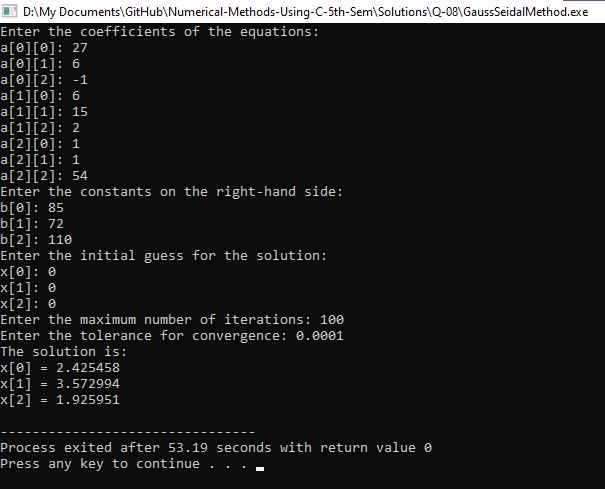 D:\My Documents\GitHub\Numerical-Methods-Using-C-5th-Sem\Solutions\Q-08\GaussSeidalMethod.exe
Enter the coefficients of the equations:
a[0][0]: 27
a[0][1]: 6
a[0][2]: -1
a[1][0]: 6
a[1][1]: 15
a[1][2]: 2
a[2][0]: 1
a[2][1]: 1
a[2][2]: 54
Enter the constants on the right-hand side:
b[0]: 85
b[1]: 72
b[2]: 110
Enter the initial guess for the solution:
x[0]: 0
x[1]: 0
x[2]: 0
Enter the maximum number of iterations: 100
Enter the tolerance for convergence: 0.0001
The solution is:
x[0] = 2.425458
x[1] = 3.572994
x[2] = 1.925951
--------------------------------
Process exited after 53.19 seconds with return value 0
Press any key to continue . . .